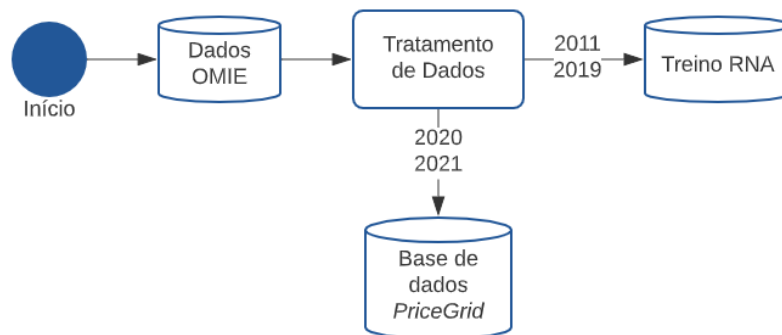 Início
Dados
OMIE
Tratamento
de Dados
2011
2019
Treino RNA
2020
2021
Base de
dados
PriceGrid